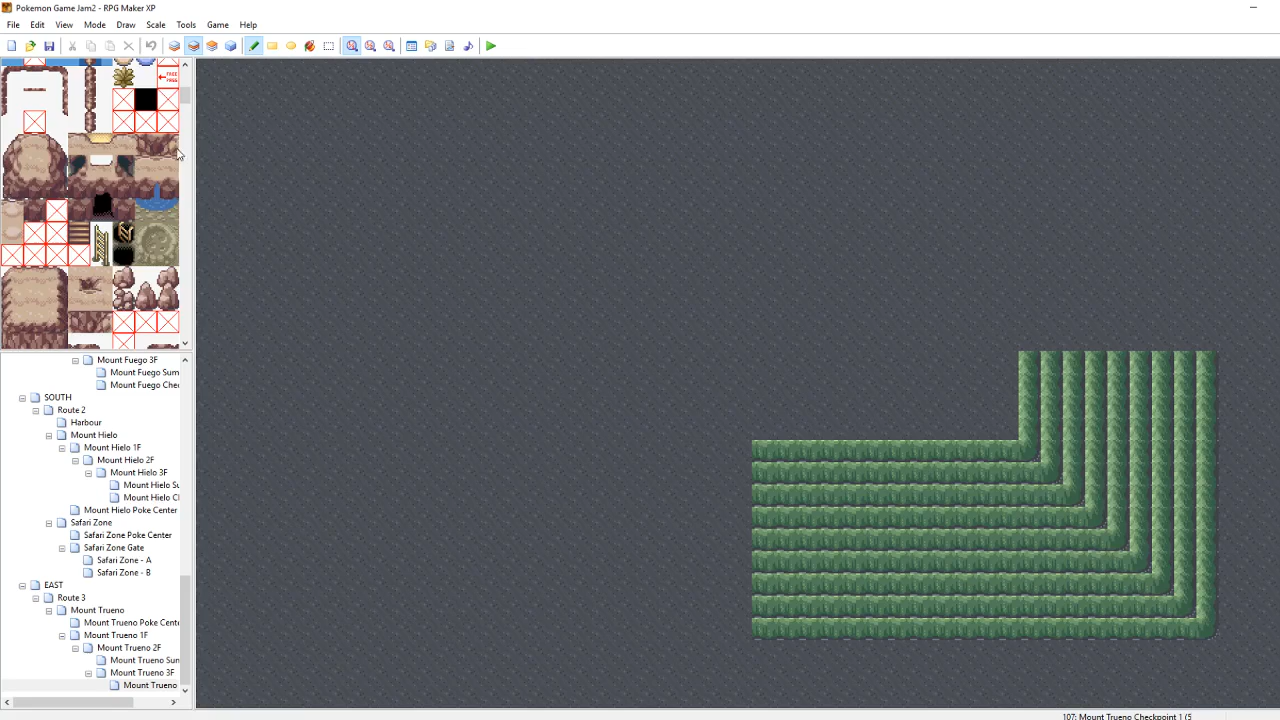 Pokemon Game Jam2 - RPG Maker XP
File Edit View Mode Draw Scale Tools Game Help
FREE
PASS
Mount Fuego 3F
Mount Fuego Sum
Mount Fuego Che
SOUTH
Route 2
Harbour
Mount Hielo
Mount Hielo 1F
Mount Hielo 2F
Mount Hielo 3F
Mount Hielo Su
Mount Hielo Cl
Mount Hielo Poke Center
Safari Zone
Safari Zone Poke Center
Safari Zone Gate
Safari Zone - A
Safari Zone - B
EAST
Route 3
Mount Trueno
Mount Trueno Poke Cente
Mount Trueno 1F
Mount Trueno 2F
Mount Trueno Sun
Mount Trueno 3F
Mount Trueno
107: Mount Trueno Checkpoint 1 (5